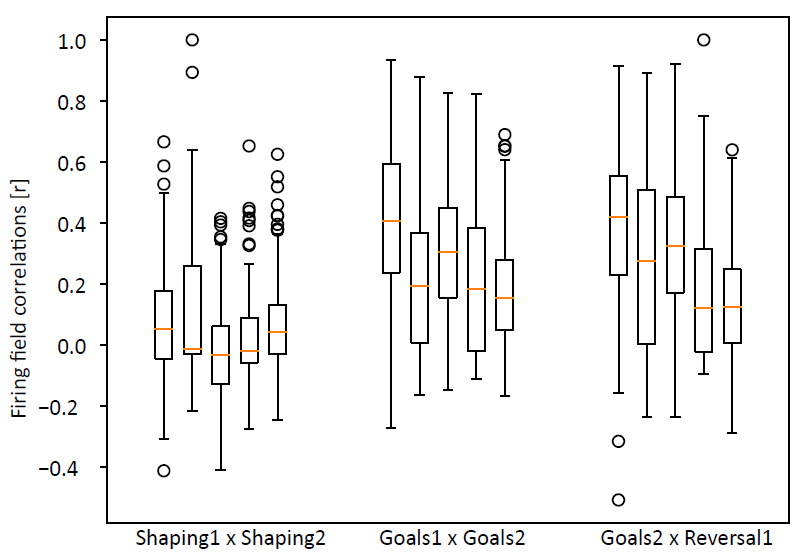 Firing field correlations [r]
1.0
0.8
0.6
0.4
0.2
0.0
−0.2
−0.4
Shaping1 x Shaping2
Goals1 x Goals2
Goals2 x Reversal1